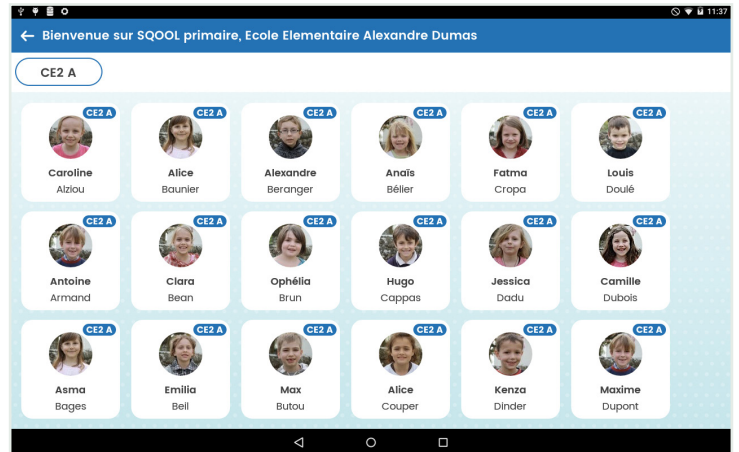 11:37
Bienvenue sur SQOOL primaire, Ecole Elementaire Alexandre Dumas
CE2 A
CE2 A CE2 A CE2 A CE2 A CE2 A CE2 A
Caroline Alice Alexandre Anaïs Fatma Louis
Alziou Baunier Beranger Bélier Cropa Doulé
CE2 A CE2 A CE2 A CE2 A CE2 A CE2 A
Antoine Clara Ophélia Hugo Jessica Camille
Armand Bean Brun Cappas Dadu Dubois
CE2 A CE2 A CE2 A CE2 A CE2 A CE2 A
Asma Emilia Max Alice Kenza Maxime
Bages Beil Butou Couper Dinder Dupont